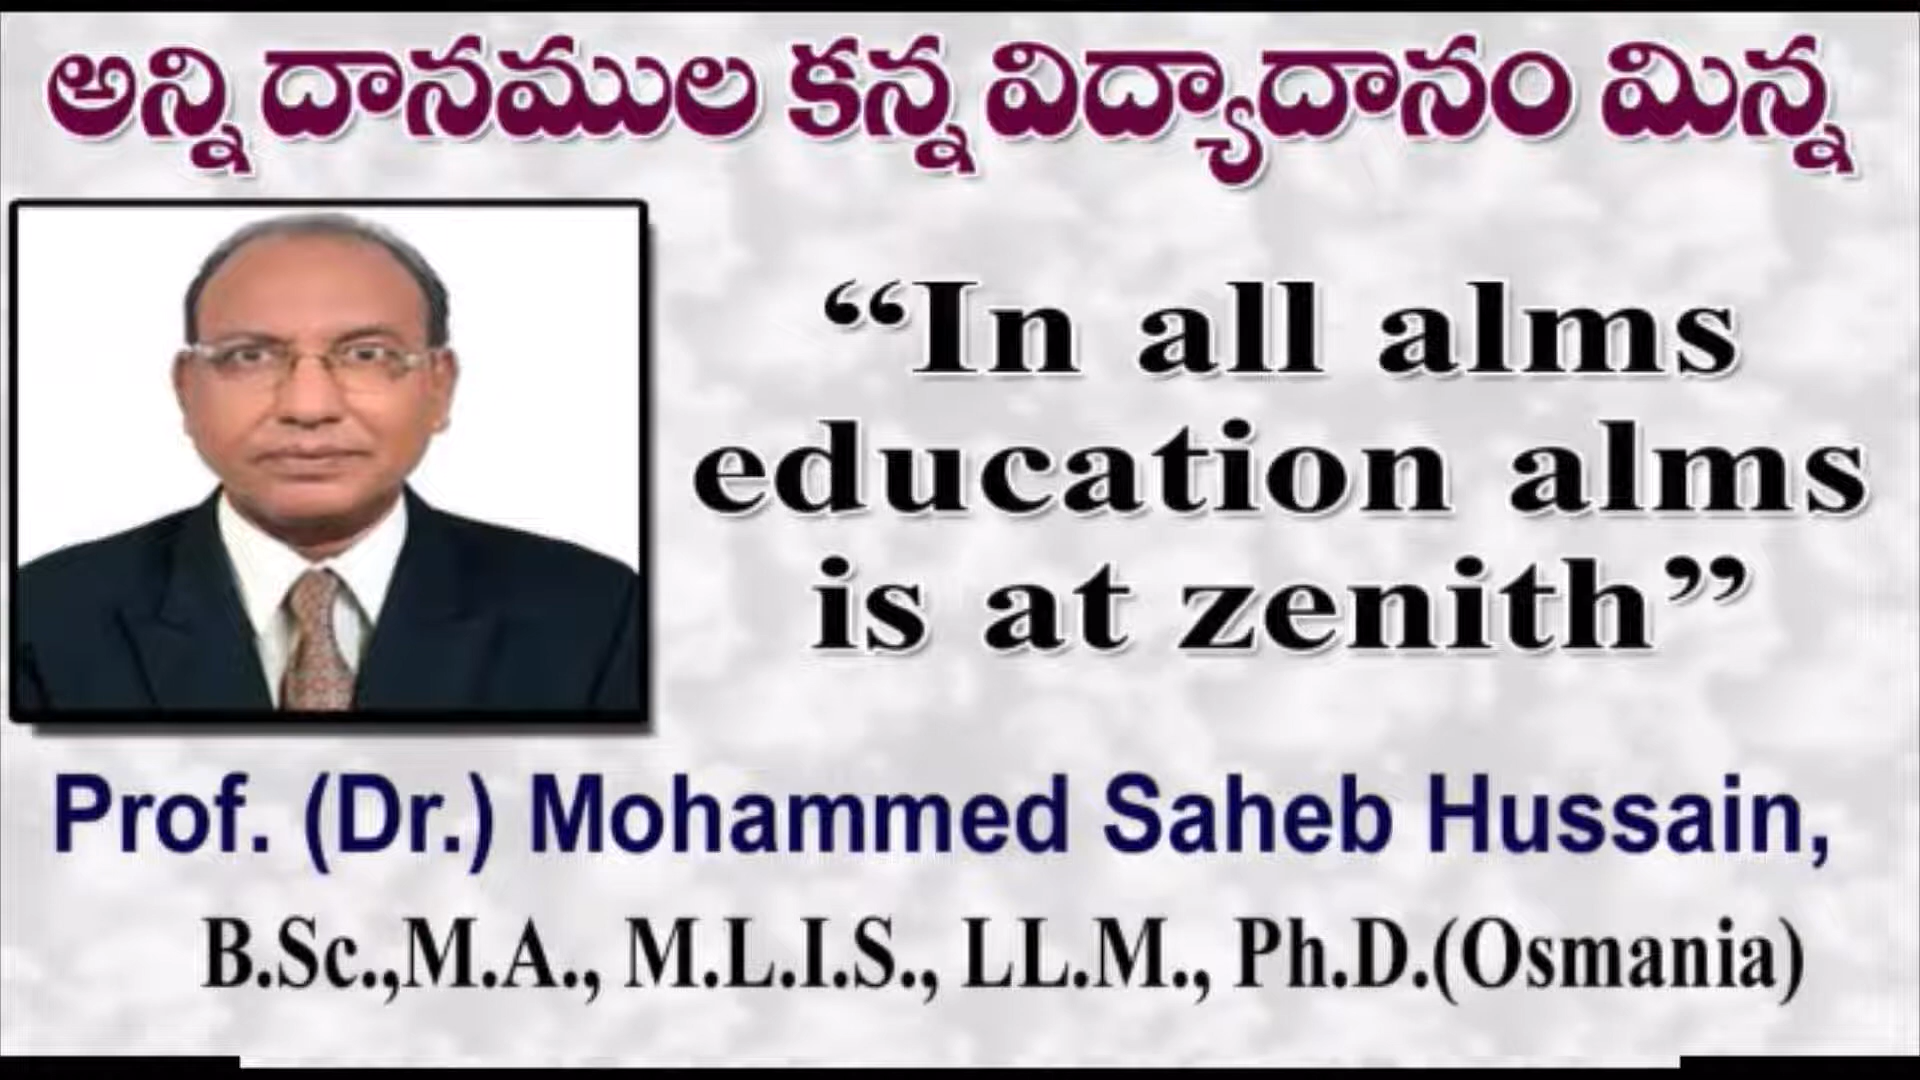 అన్ని దానముల కన్న విద్యాదానం మిన్న
“In all alms
education alms
is at zenith”
Prof. (Dr.) Mohammed Saheb Hussain,
B.Sc.,M.A., M.L.I.S., LL.M., Ph.D.(Osmania)